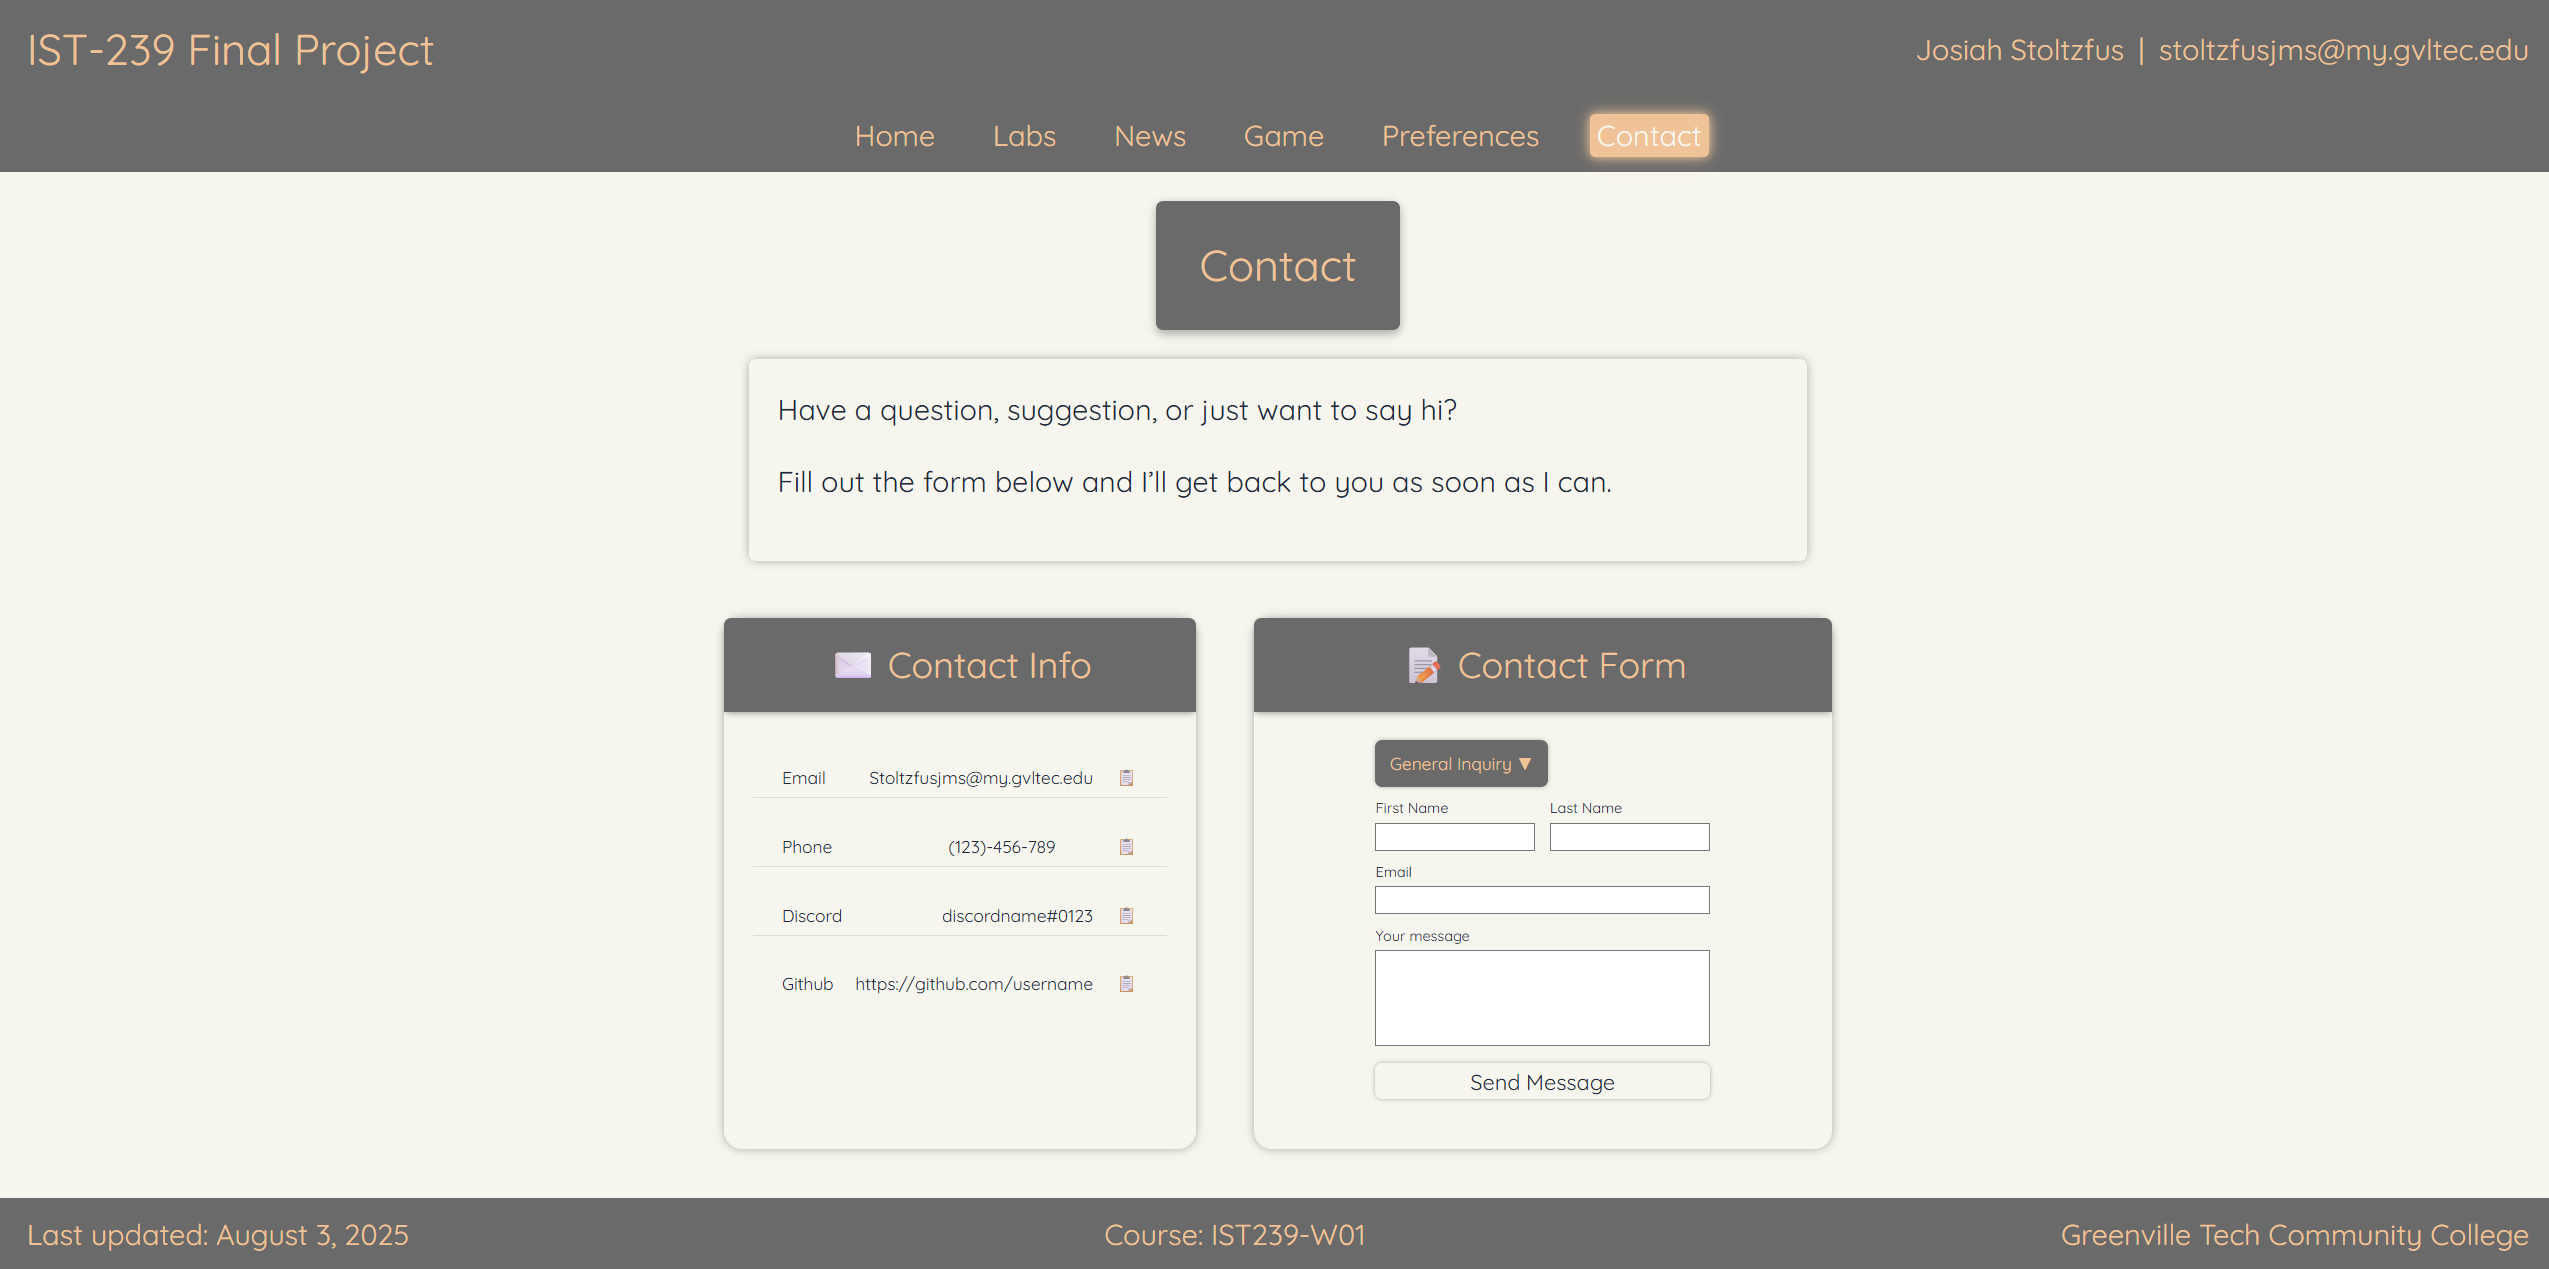 IST-239 Final Project
Josiah Stoltzfus | stoltzfusjms@my.gvltec.edu
Home Labs News Game Preferences Contact
Contact
Have a question, suggestion, or just want to say hi?
Fill out the form below and I’ll get back to you as soon as I can.
Contact Info
Email Stoltzfusjms@my.gvltec.edu
Phone (123)-456-789
Discord discordname#0123
Github https://github.com/username
Contact Form
General Inquiry ▼
First Name Last Name
Email
Your message
Send Message
Last updated: August 3, 2025 Course: IST239-W01 Greenville Tech Community College